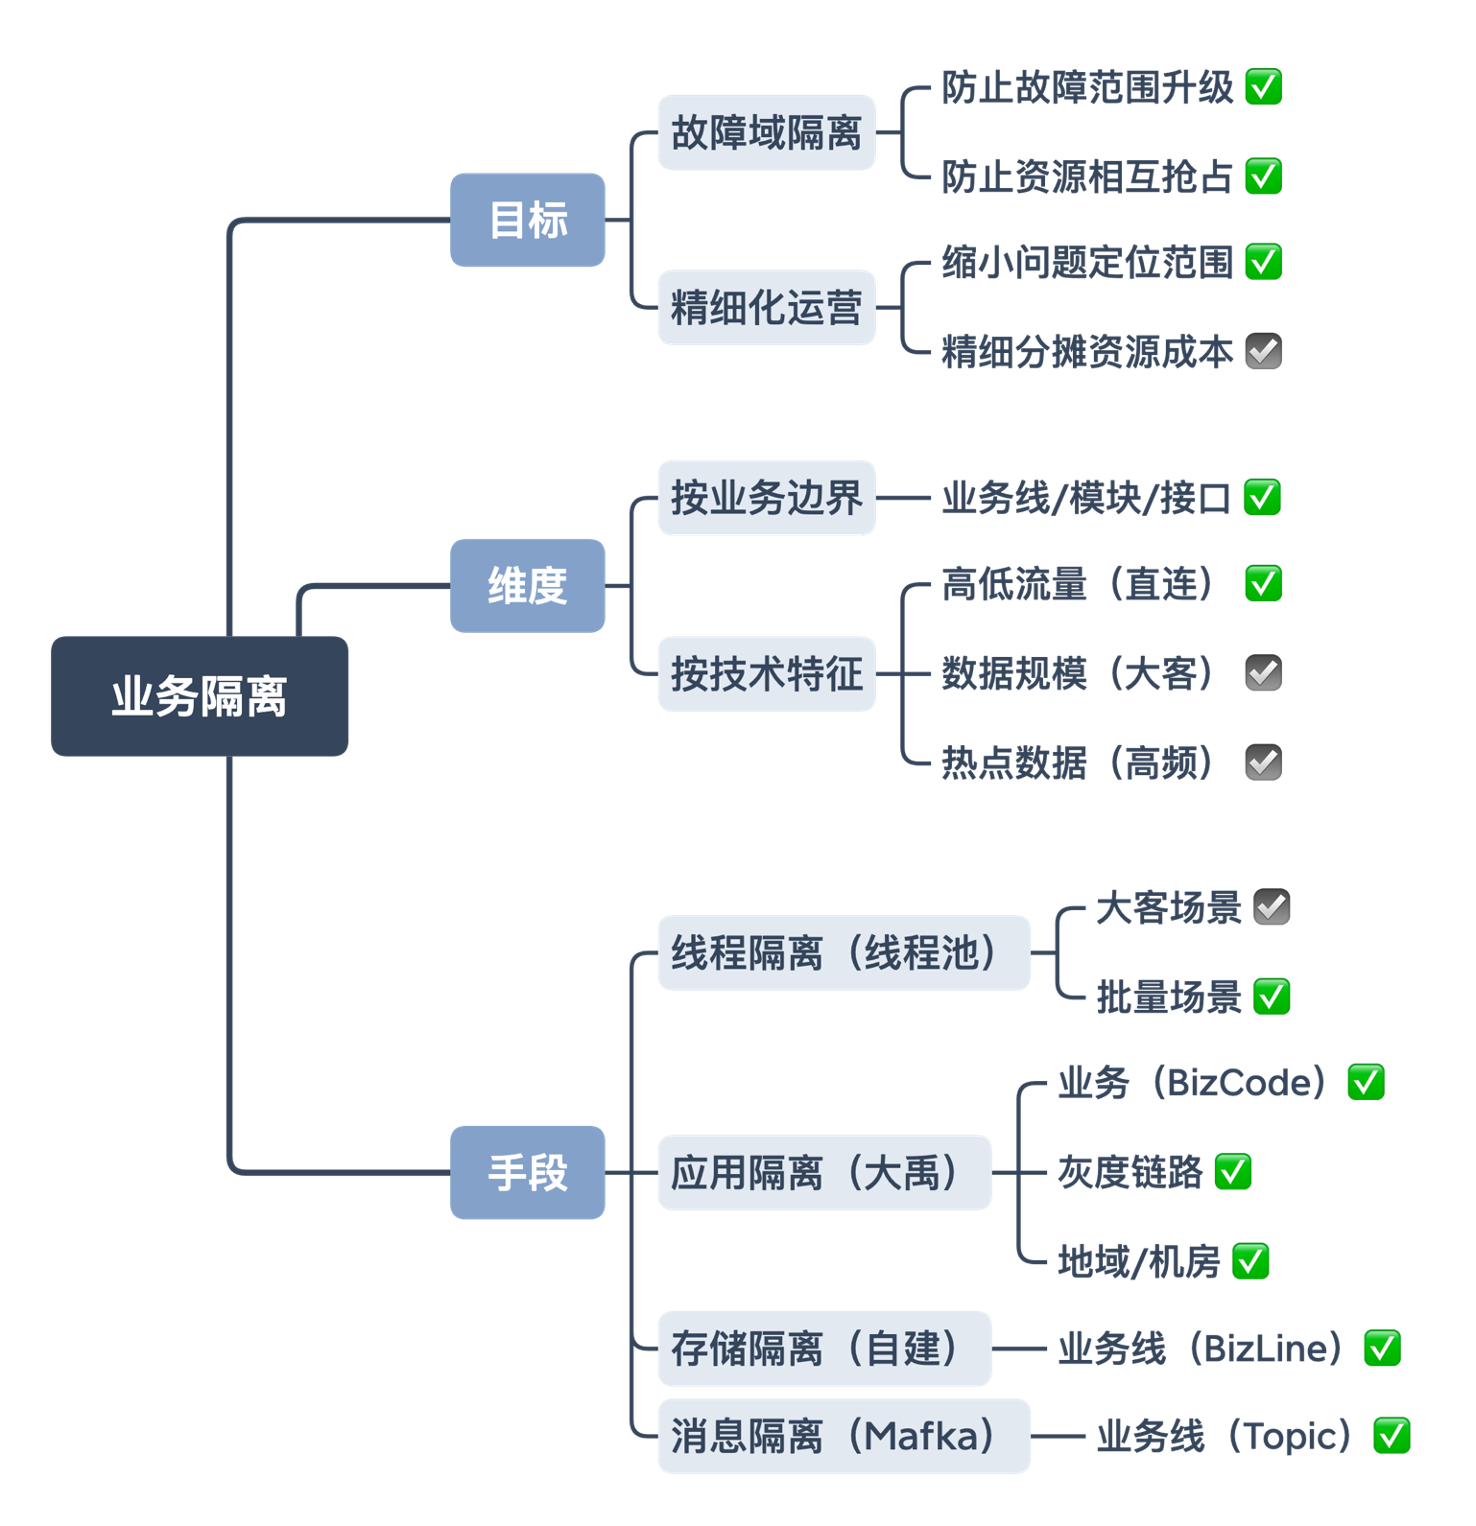 业务隔离
目标
故障域隔离
防止故障范围升级 ✅
防止资源相互抢占 ✅
精细化运营
缩小问题定位范围 ✅
精细分摊资源成本 ☑
维度
按业务边界
业务线/模块/接口 ✅
按技术特征
高低流量（直连） ✅
数据规模（大客） ☑
热点数据（高频） ☑
手段
线程隔离（线程池）
大客场景 ☑
批量场景 ✅
应用隔离（大禹）
业务（BizCode）✅
灰度链路 ✅
地域/机房 ✅
存储隔离（自建）
业务线（BizLine）✅
消息隔离（Mafka）
业务线（Topic）✅